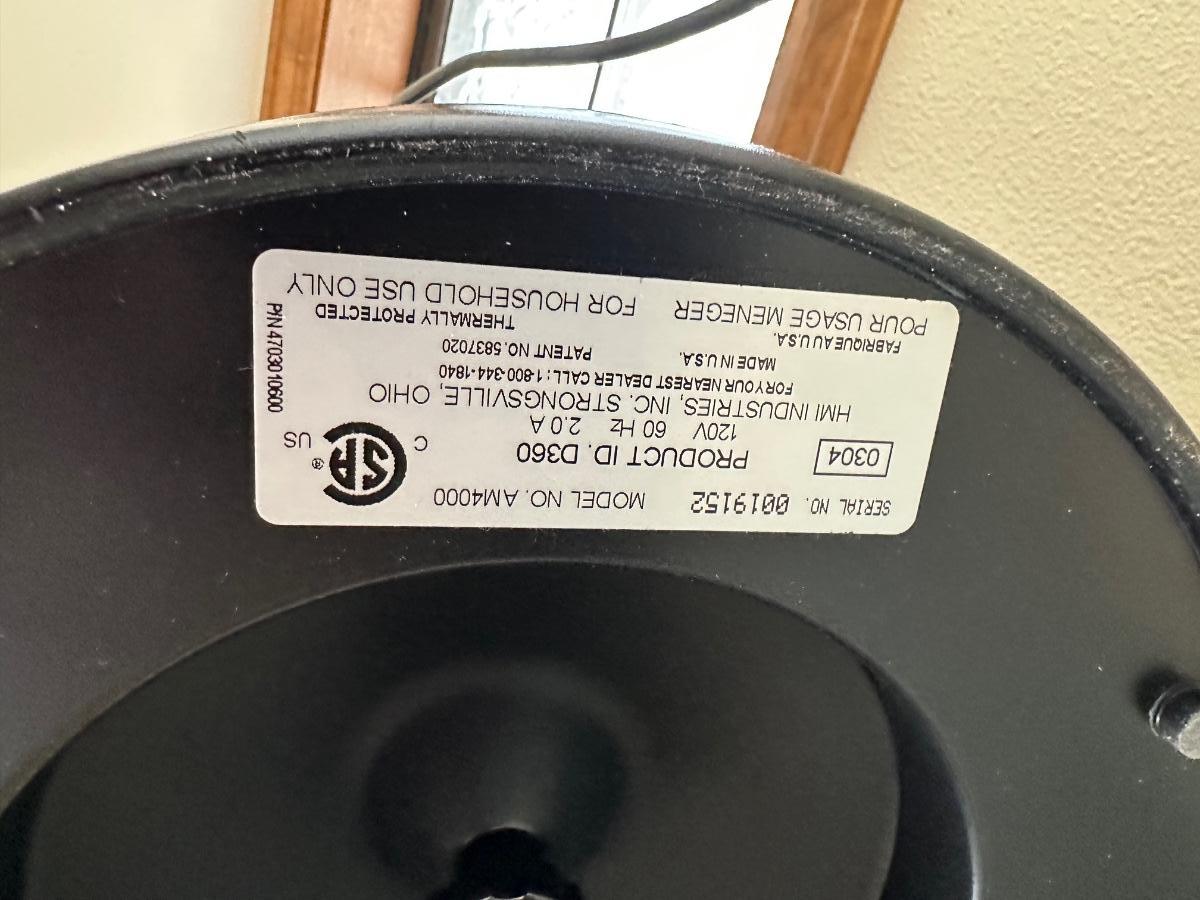 SERIAL NO. 0019152 MODEL NO. AM4000
0304 PRODUCT ID. D360
120V 60 Hz 2.0 A
C SA ® US
HMI INDUSTRIES, INC. STRONGSVILLE, OHIO
FOR YOUR NEAREST DEALER CALL: 1-800-344-1840
MADE IN U.S.A. PATENT NO. 5837020
FABRIQUE AU U.S.A. THERMALLY PROTECTED
POUR USAGE MENEGER FOR HOUSEHOLD USE ONLY
P/N 4703010600